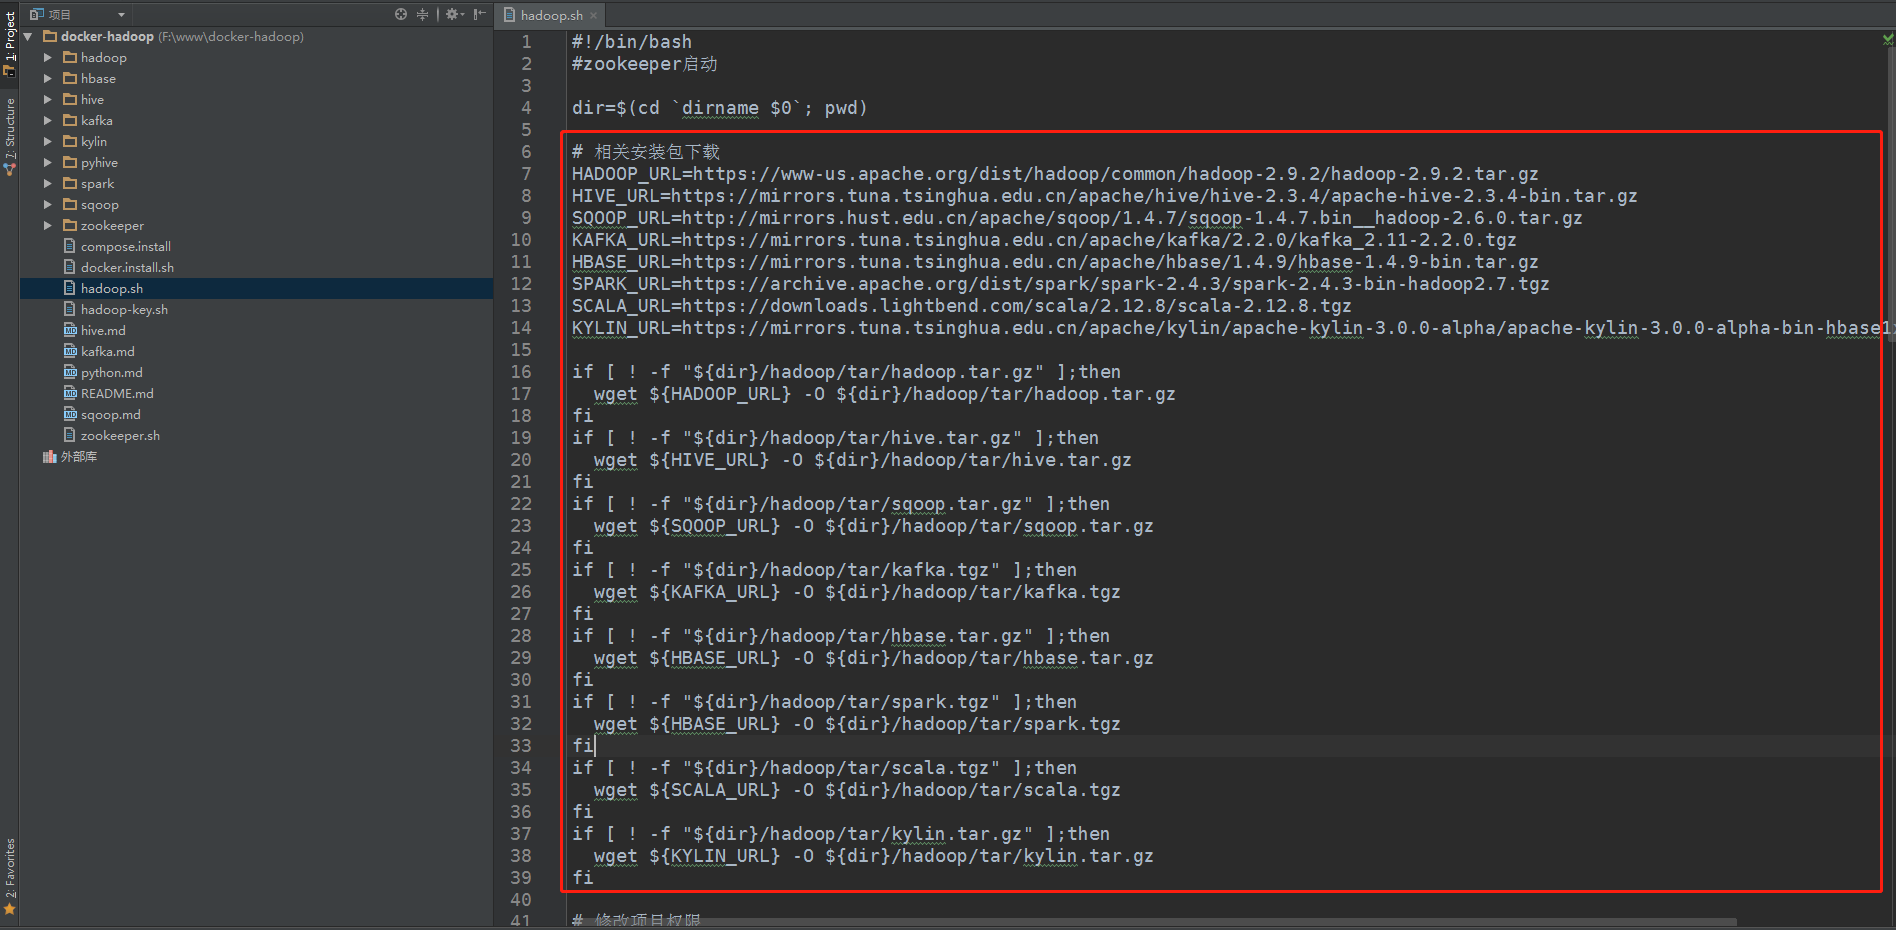 项目
hadoop.sh
1: Project
7: Structure
2: Favorites
docker-hadoop (F:\www\docker-hadoop)
hadoop
hbase
hive
kafka
kylin
pyhive
spark
sqoop
zookeeper
compose.install
docker.install.sh
hadoop.sh
hadoop-key.sh
hive.md
kafka.md
python.md
README.md
sqoop.md
zookeeper.sh
外部库
1 #!/bin/bash
2 #zookeeper启动
3
4 dir=$(cd `dirname $0`; pwd)
5
6 # 相关安装包下载
7 HADOOP_URL=https://www-us.apache.org/dist/hadoop/common/hadoop-2.9.2/hadoop-2.9.2.tar.gz
8 HIVE_URL=https://mirrors.tuna.tsinghua.edu.cn/apache/hive/hive-2.3.4/apache-hive-2.3.4-bin.tar.gz
9 SQOOP_URL=http://mirrors.hust.edu.cn/apache/sqoop/1.4.7/sqoop-1.4.7.bin__hadoop-2.6.0.tar.gz
10 KAFKA_URL=https://mirrors.tuna.tsinghua.edu.cn/apache/kafka/2.2.0/kafka_2.11-2.2.0.tgz
11 HBASE_URL=https://mirrors.tuna.tsinghua.edu.cn/apache/hbase/1.4.9/hbase-1.4.9-bin.tar.gz
12 SPARK_URL=https://archive.apache.org/dist/spark/spark-2.4.3/spark-2.4.3-bin-hadoop2.7.tgz
13 SCALA_URL=https://downloads.lightbend.com/scala/2.12.8/scala-2.12.8.tgz
14 KYLIN_URL=https://mirrors.tuna.tsinghua.edu.cn/apache/kylin/apache-kylin-3.0.0-alpha/apache-kylin-3.0.0-alpha-bin-hbase1
15
16 if [ ! -f "${dir}/hadoop/tar/hadoop.tar.gz" ];then
17 wget ${HADOOP_URL} -O ${dir}/hadoop/tar/hadoop.tar.gz
18 fi
19 if [ ! -f "${dir}/hadoop/tar/hive.tar.gz" ];then
20 wget ${HIVE_URL} -O ${dir}/hadoop/tar/hive.tar.gz
21 fi
22 if [ ! -f "${dir}/hadoop/tar/sqoop.tar.gz" ];then
23 wget ${SQOOP_URL} -O ${dir}/hadoop/tar/sqoop.tar.gz
24 fi
25 if [ ! -f "${dir}/hadoop/tar/kafka.tgz" ];then
26 wget ${KAFKA_URL} -O ${dir}/hadoop/tar/kafka.tgz
27 fi
28 if [ ! -f "${dir}/hadoop/tar/hbase.tar.gz" ];then
29 wget ${HBASE_URL} -O ${dir}/hadoop/tar/hbase.tar.gz
30 fi
31 if [ ! -f "${dir}/hadoop/tar/spark.tgz" ];then
32 wget ${HBASE_URL} -O ${dir}/hadoop/tar/spark.tgz
33 fi
34 if [ ! -f "${dir}/hadoop/tar/scala.tgz" ];then
35 wget ${SCALA_URL} -O ${dir}/hadoop/tar/scala.tgz
36 fi
37 if [ ! -f "${dir}/hadoop/tar/kylin.tar.gz" ];then
38 wget ${KYLIN_URL} -O ${dir}/hadoop/tar/kylin.tar.gz
39 fi
40
41 # 修改项目权限